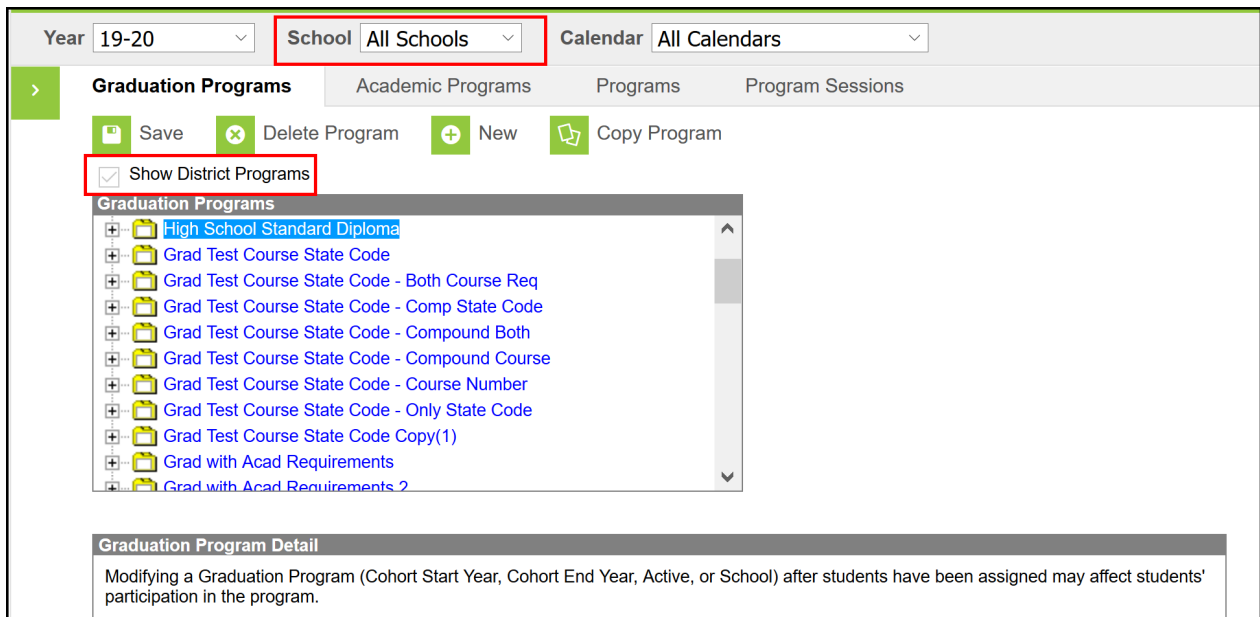 Year 19-20 School All Schools Calendar All Calendars
Graduation Programs Academic Programs Programs Program Sessions
Save Delete Program New Copy Program
Show District Programs
Graduation Programs
High School Standard Diploma
Grad Test Course State Code
Grad Test Course State Code - Both Course Req
Grad Test Course State Code - Comp State Code
Grad Test Course State Code - Compound Both
Grad Test Course State Code - Compound Course
Grad Test Course State Code - Course Number
Grad Test Course State Code - Only State Code
Grad Test Course State Code Copy(1)
Grad with Acad Requirements
Grad with Acad Requirements 2
Graduation Program Detail
Modifying a Graduation Program (Cohort Start Year, Cohort End Year, Active, or School) after students have been assigned may affect students'
participation in the program.